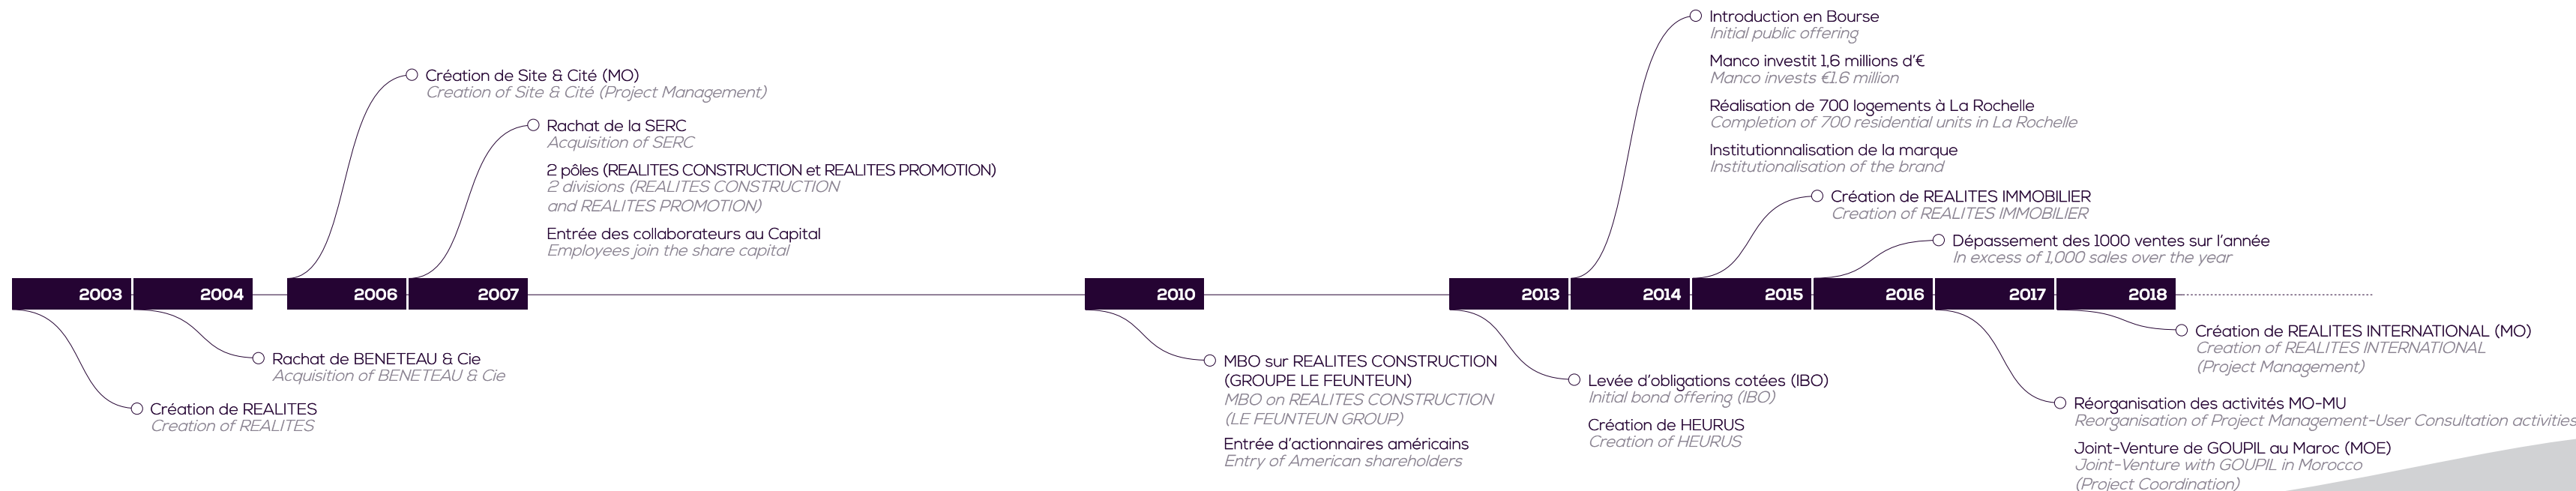 Introduction en Bourse
Initial public offering
Manco investit 1,6 millions d'€
Manco invests €1.6 million
Réalisation de 700 logements à La Rochelle
Completion of 700 residential units in La Rochelle
Institutionnalisation de la marque
Institutionalisation of the brand
Création de Site & Cité (MO)
Creation of Site & Cité (Project Management)
Rachat de la SERC
Acquisition of SERC
2 pôles (REALITES CONSTRUCTION et REALITES PROMOTION)
2 divisions (REALITES CONSTRUCTION
and REALITES PROMOTION)
Entrée des collaborateurs au Capital
Employees join the share capital
Création de REALITES IMMOBILIER
Creation of REALITES IMMOBILIER
Dépassement des 1000 ventes sur l'année
In excess of 1,000 sales over the year
2003 2004 2006 2007 2010 2013 2014 2015 2016 2017 2018
Rachat de BENETEAU & Cie
Acquisition of BENETEAU & Cie
Création de REALITES
Creation of REALITES
MBO sur REALITES CONSTRUCTION
(GROUPE LE FEUNTEUN)
MBO on REALITES CONSTRUCTION
(LE FEUNTEUN GROUP)
Entrée d'actionnaires américains
Entry of American shareholders
Levée d'obligations cotées (IBO)
Initial bond offering (IBO)
Création de HEURUS
Creation of HEURUS
Création de REALITES INTERNATIONAL (MO)
Creation of REALITES INTERNATIONAL
(Project Management)
Réorganisation des activités MO-MU
Reorganisation of Project Management-User Consultation activities
Joint-Venture de GOUPIL au Maroc (MOE)
Joint-Venture with GOUPIL in Morocco
(Project Coordination)